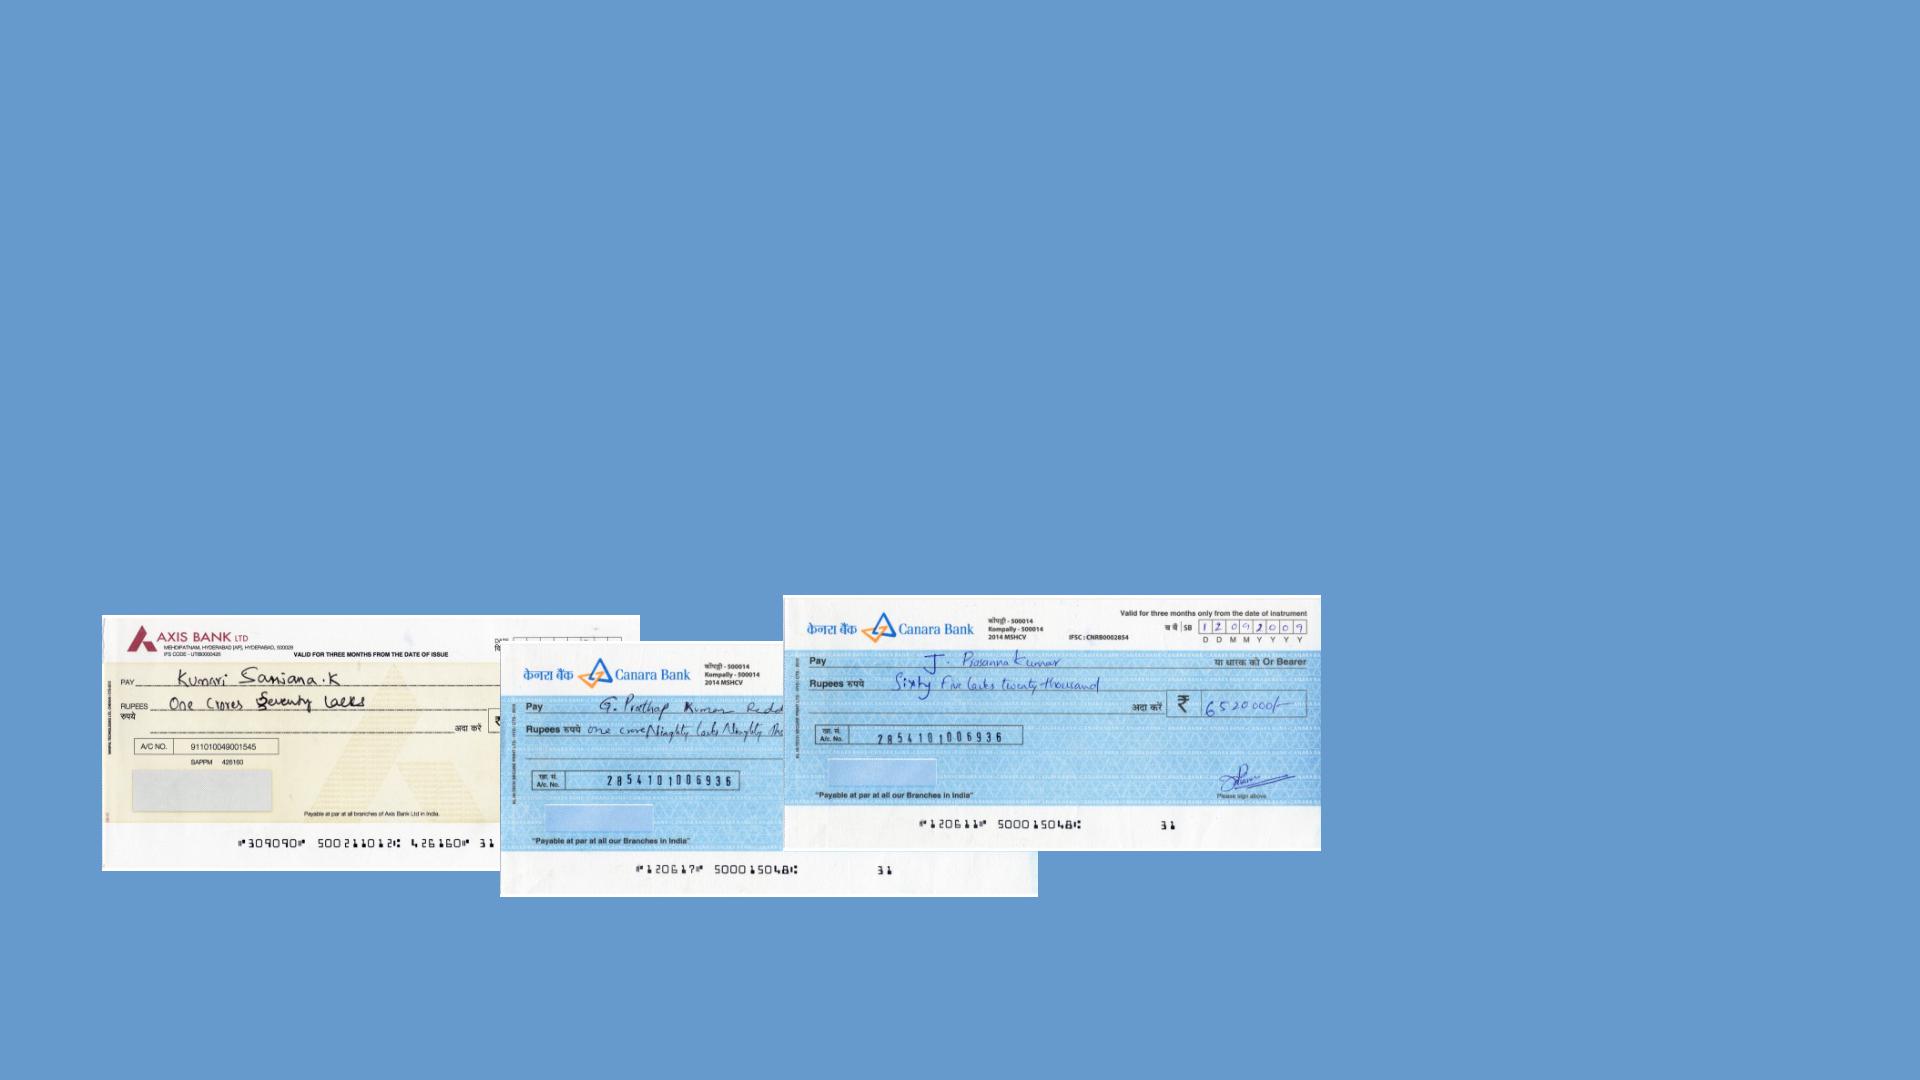 AXIS BANK LTD
MEHDIPATNAM, HYDERABAD [AP], HYDERABAD, 500028
IFS CODE - UTIB0000426
VALID FOR THREE MONTHS FROM THE DATE OF ISSUE
PAY Kumari Sanjana.K
RUPEES One Crores Seventy Lacks
रुपये
अदा करें ₹
A/C NO. 911010049001545
SAPPM 426160
Payable at par at all branches of Axis Bank Ltd in India.
⑈309090⑈ 500211012⑆ 426160⑈ 31
केनरा बैंक Canara Bank
कोंपल्ली - 500014
Kompally - 500014
2014 MSHCV
Pay G. Prathap Kumar Redd
Rupees रुपये One crore Ninghty lacks Ninghty tho
खा. सं.
A/c. No. 2854101006936
"Payable at par at all our Branches in India"
⑈120617⑈ 500015048⑆ 31
Valid for three months only from the date of instrument
केनरा बैंक Canara Bank
कोंपल्ली - 500014
Kompally - 500014
2014 MSHCV
IFSC : CNRB0002854
SB 12092009
D D M M Y Y Y Y
Pay J. Prasanna Kumar या धारक को Or Bearer
Rupees रुपये Sixty Five lacks twenty thousand
अदा करें ₹ 6520000/-
खा. सं.
A/c. No. 2854101006936
Please sign above
"Payable at par at all our Branches in India"
⑈120611⑈ 500015048⑆ 31